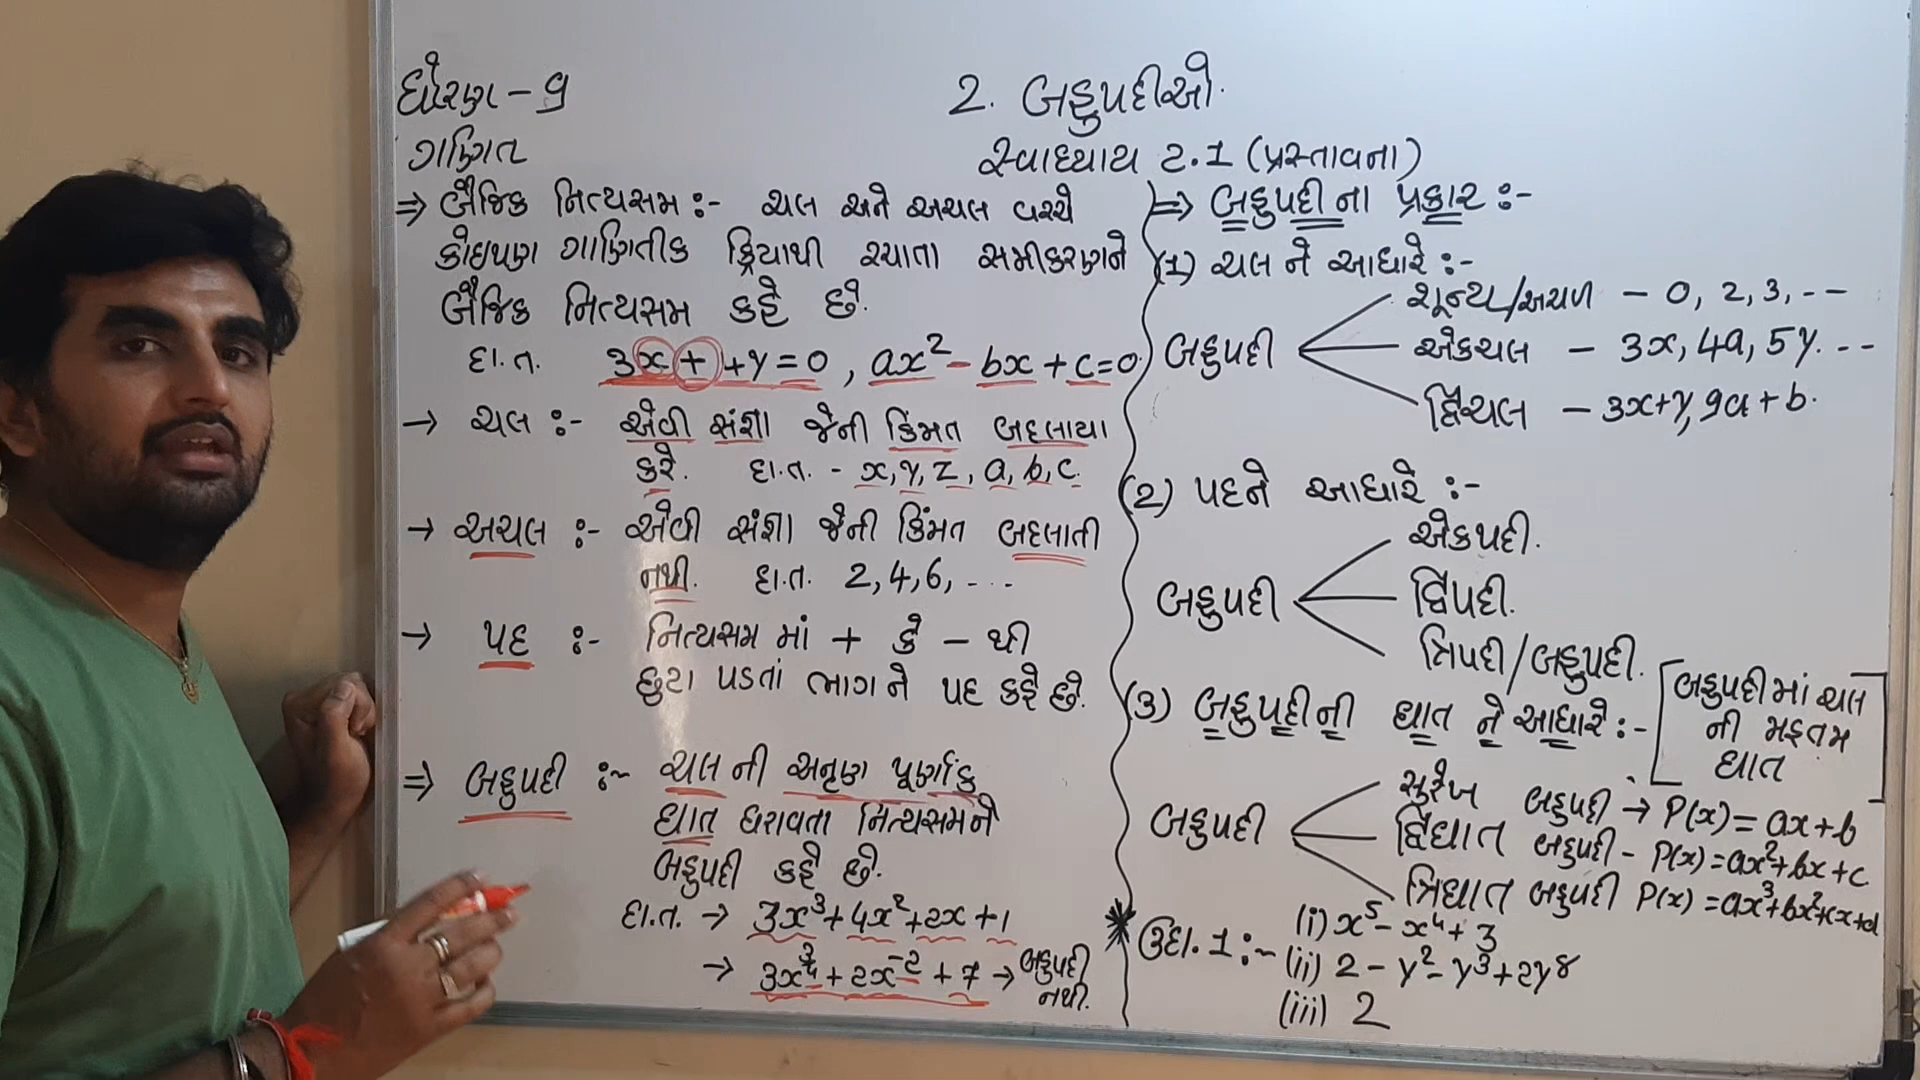 ધોરણ - 9
ગણિત
2. બહુપદીઓ.
સ્વાધ્યાય 2.1 (પ્રસ્તાવના)
⇒ બૈજિક નિત્યસમ :- ચલ અને અચલ વચ્ચે
કોઇપણ ગાણિતીક ક્રિયાથી રચાતા સમીકરણને
બૈજિક નિત્યસમ કહે છે.
દા.ત. 3x + 4y = 0, ax² - bx + c = 0
→ ચલ :- એવી સંજ્ઞા જેની કિંમત બદલાયા
કરે. દા.ત. - x, y, z, a, b, c.
→ અચલ :- એવી સંજ્ઞા જેની કિંમત બદલાતી
નથી. દા.ત. 2, 4, 6, ...
→ પદ :- નિત્યસમ માં + કે - થી
છુટા પડતાં ભાગ ને પદ કહે છે.
⇒ બહુપદી :- ચલ ની અનૃણ પૂર્ણાંક
ઘાત ધરાવતા નિત્યસમને
બહુપદી કહે છે.
દા.ત. → 3x³ + 4x² + 2x + 1
→ 3x^(3/4) + 2x⁻² + 7 → બહુપદી
નથી.
⇒ બહુપદીના પ્રકાર :-
(1) ચલ ને આધારે :-
શૂન્ય/અચળ - 0, 2, 3, ---
બહુપદી એકચલ - 3x, 4a, 5y. ---
દ્વિચલ - 3x+y, 9a + b.
(2) પદને આધારે :-
એકપદી.
બહુપદી દ્વિપદી.
ત્રિપદી/બહુપદી.
(3) બહુપદીની ઘાત ને આધારે :-
[બહુપદીમાં ચલ
ની મહતમ
ઘાત]
સુરેખ બહુપદી → P(x) = ax + b
બહુપદી દ્વિઘાત બહુપદી - P(x) = ax² + bx + c
ત્રિઘાત બહુપદી P(x) = ax³ + bx² + cx + d
* ઉદા. 1 :- (i) x⁵ - x⁴ + 3
(ii) 2 - y² - y³ + 2y⁸
(iii) 2